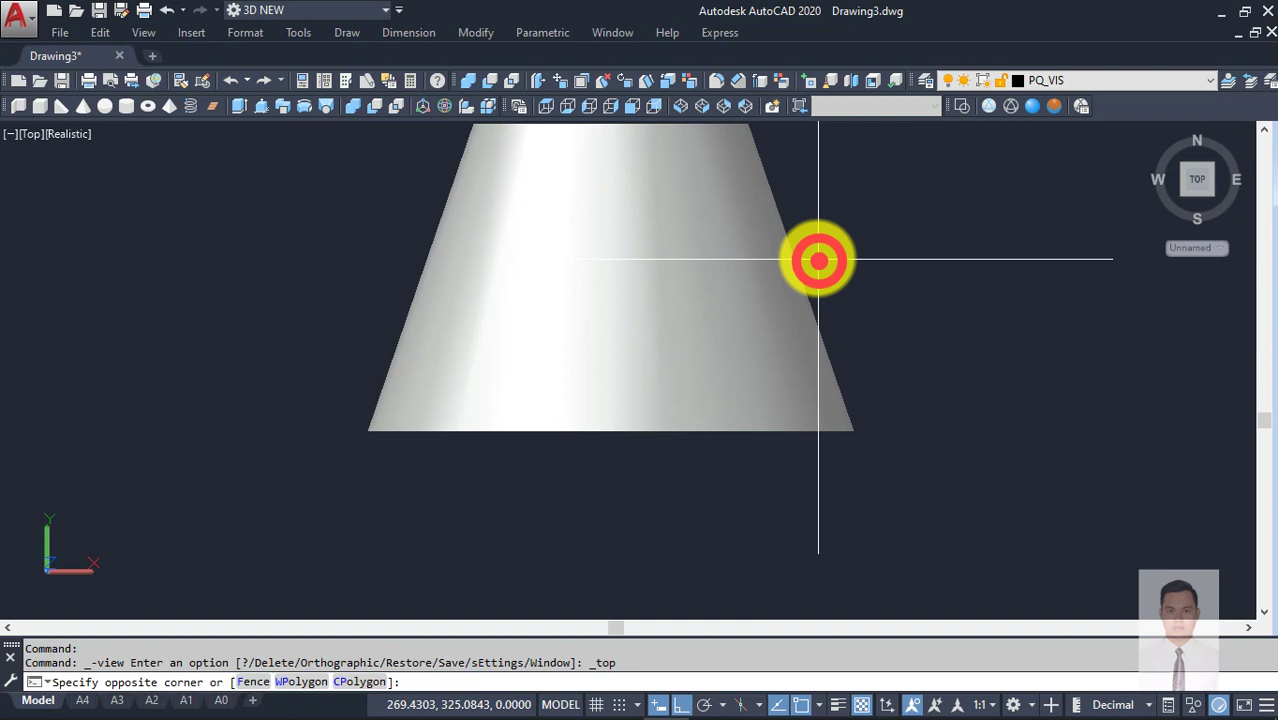 3D NEW
Autodesk AutoCAD 2020 Drawing3.dwg
File Edit View Insert Format Tools Draw Dimension Modify Parametric Window Help Express
Drawing3*
PQ_VIS
[−][Top][Realistic]
N
W TOP E
S
Unnamed
Y
X
Command:
Command: _-view Enter an option [?/Delete/Orthographic/Restore/Save/sEttings/Window]: _top
Specify opposite corner or [Fence WPolygon CPolygon]:
Model A4 A3 A2 A1 A0 269.4303, 325.0843, 0.0000 MODEL 1:1 Decimal